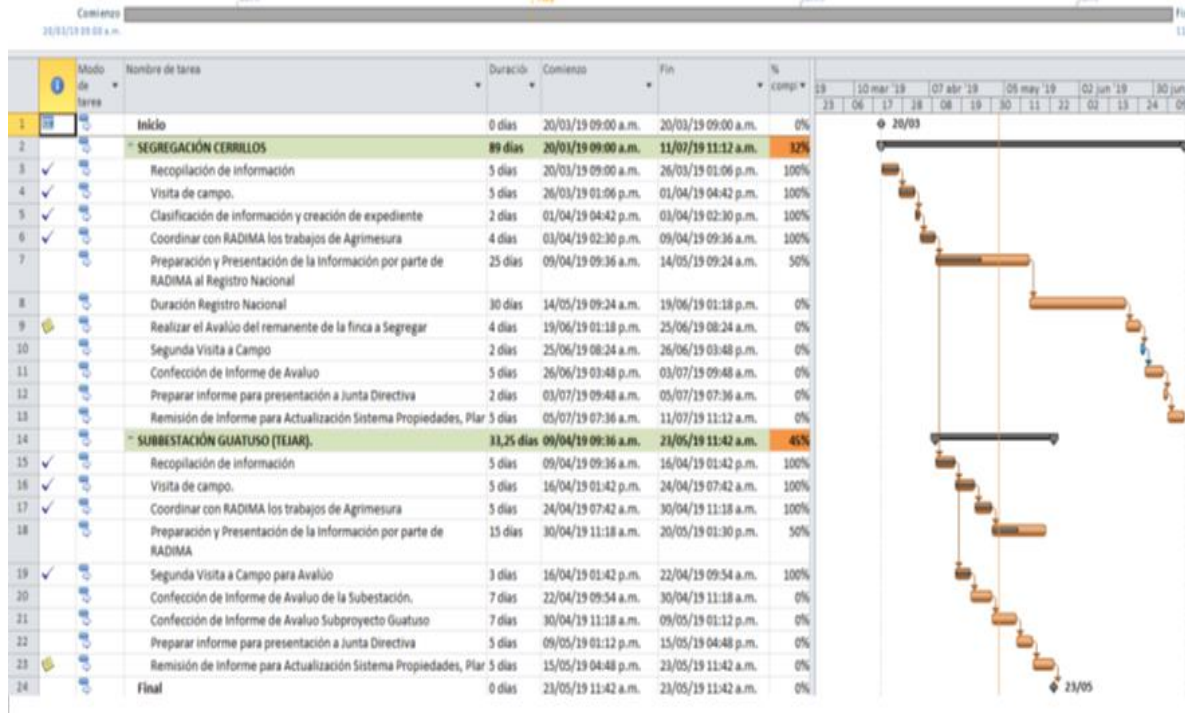 Comienzo
20/03/19 09:00 a.m.
Modo de tarea Nombre de tarea Duració Comienzo Fin % comp
10 mar '19 07 abr '19 05 may '19 02 jun '19 30 jun
23 06 17 28 08 19 30 11 22 02 13 24 05
1 Inicio 0 días 20/03/19 09:00 a.m. 20/03/19 09:00 a.m. 0% 20/03
2 SEGREGACIÓN CERRILLOS 89 días 20/03/19 09:00 a.m. 11/07/19 11:12 a.m. 32%
3 Recopilación de información 5 días 20/03/19 09:00 a.m. 26/03/19 01:06 p.m. 100%
4 Visita de campo. 5 días 26/03/19 01:06 p.m. 01/04/19 04:42 p.m. 100%
5 Clasificación de información y creación de expediente 2 días 01/04/19 04:42 p.m. 03/04/19 02:30 p.m. 100%
6 Coordinar con RADIMA los trabajos de Agrimesura 4 días 03/04/19 02:30 p.m. 09/04/19 09:36 a.m. 100%
7 Preparación y Presentación de la Información por parte de 25 días 09/04/19 09:36 a.m. 14/05/19 09:24 a.m. 50%
RADIMA al Registro Nacional
8 Duración Registro Nacional 30 días 14/05/19 09:24 a.m. 19/06/19 01:18 p.m. 0%
9 Realizar el Avalúo del remanente de la finca a Segregar 4 días 19/06/19 01:18 p.m. 25/06/19 08:24 a.m. 0%
10 Segunda Visita a Campo 2 días 25/06/19 08:24 a.m. 26/06/19 03:48 p.m. 0%
11 Confección de Informe de Avaluo 5 días 26/06/19 03:48 p.m. 03/07/19 09:48 a.m. 0%
12 Preparar informe para presentación a Junta Directiva 2 días 03/07/19 09:48 a.m. 05/07/19 07:36 a.m. 0%
13 Remisión de Informe para Actualización Sistema Propiedades, Plar 5 días 05/07/19 07:36 a.m. 11/07/19 11:12 a.m. 0%
14 SUBBESTACIÓN GUATUSO (TEJAR). 33,25 días 09/04/19 09:36 a.m. 23/05/19 11:42 a.m. 45%
15 Recopilación de información 5 días 09/04/19 09:36 a.m. 16/04/19 01:42 p.m. 100%
16 Visita de campo. 5 días 16/04/19 01:42 p.m. 24/04/19 07:42 a.m. 100%
17 Coordinar con RADIMA los trabajos de Agrimesura 5 días 24/04/19 07:42 a.m. 30/04/19 11:18 a.m. 100%
18 Preparación y Presentación de la Información por parte de 15 días 30/04/19 11:18 a.m. 20/05/19 01:30 p.m. 50%
RADIMA
19 Segunda Visita a Campo para Avalúo 3 días 16/04/19 01:42 p.m. 22/04/19 09:54 a.m. 100%
20 Confección de Informe de Avaluo de la Subestación. 7 días 22/04/19 09:54 a.m. 30/04/19 11:18 a.m. 0%
21 Confección de Informe de Avaluo Subproyecto Guatuso 7 días 30/04/19 11:18 a.m. 09/05/19 01:12 p.m. 0%
22 Preparar informe para presentación a Junta Directiva 5 días 09/05/19 01:12 p.m. 15/05/19 04:48 p.m. 0%
23 Remisión de Informe para Actualización Sistema Propiedades, Plar 5 días 15/05/19 04:48 p.m. 23/05/19 11:42 a.m. 0%
24 Final 0 días 23/05/19 11:42 a.m. 23/05/19 11:42 a.m. 0% 23/05